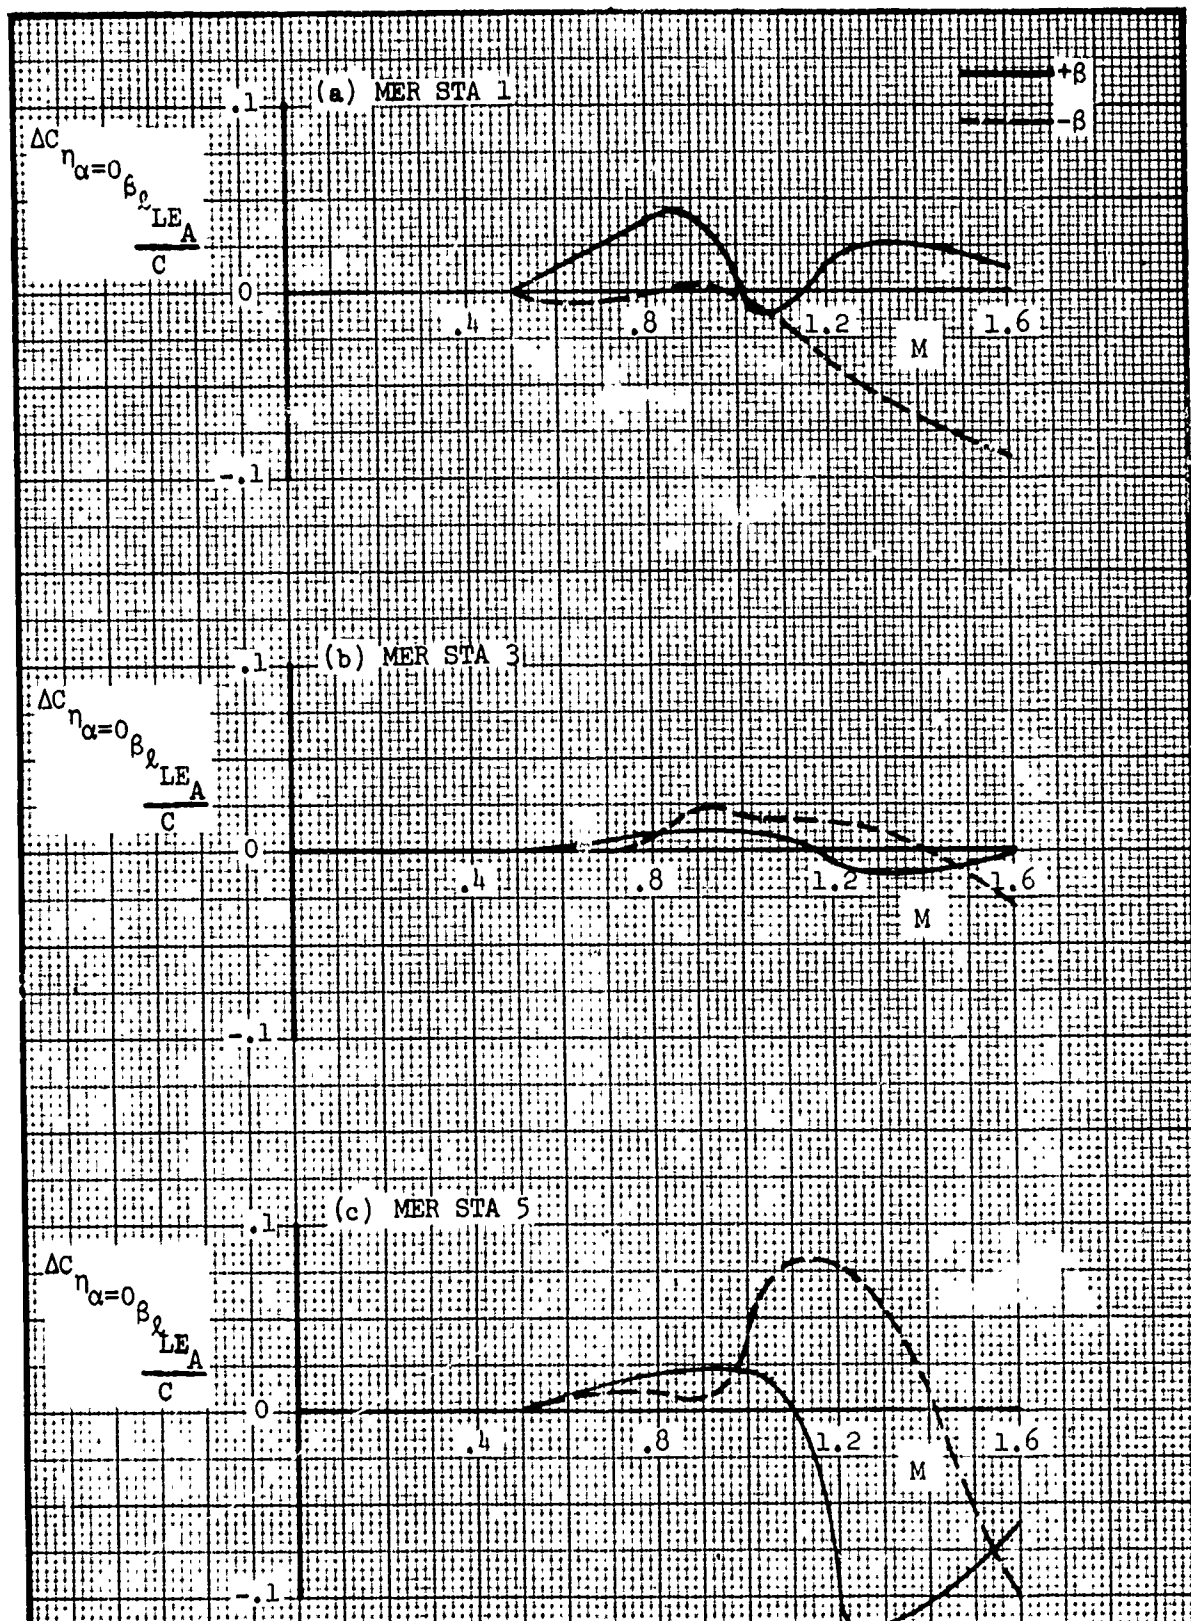 (a) MER STA 1
+β
-β
.1
ΔC
η
α=0
β
ℓ
LE
A
C
0
.4 .8 1.2 1.6
M
-.1
(b) MER STA 3
.1
ΔC
η
α=0
β
ℓ
LE
A
C
0
.4 .8 1.2 1.6
M
-.1
(c) MER STA 5
.1
ΔC
η
α=0
β
ℓ
LE
A
C
0
.4 .8 1.2 1.6
M
-.1